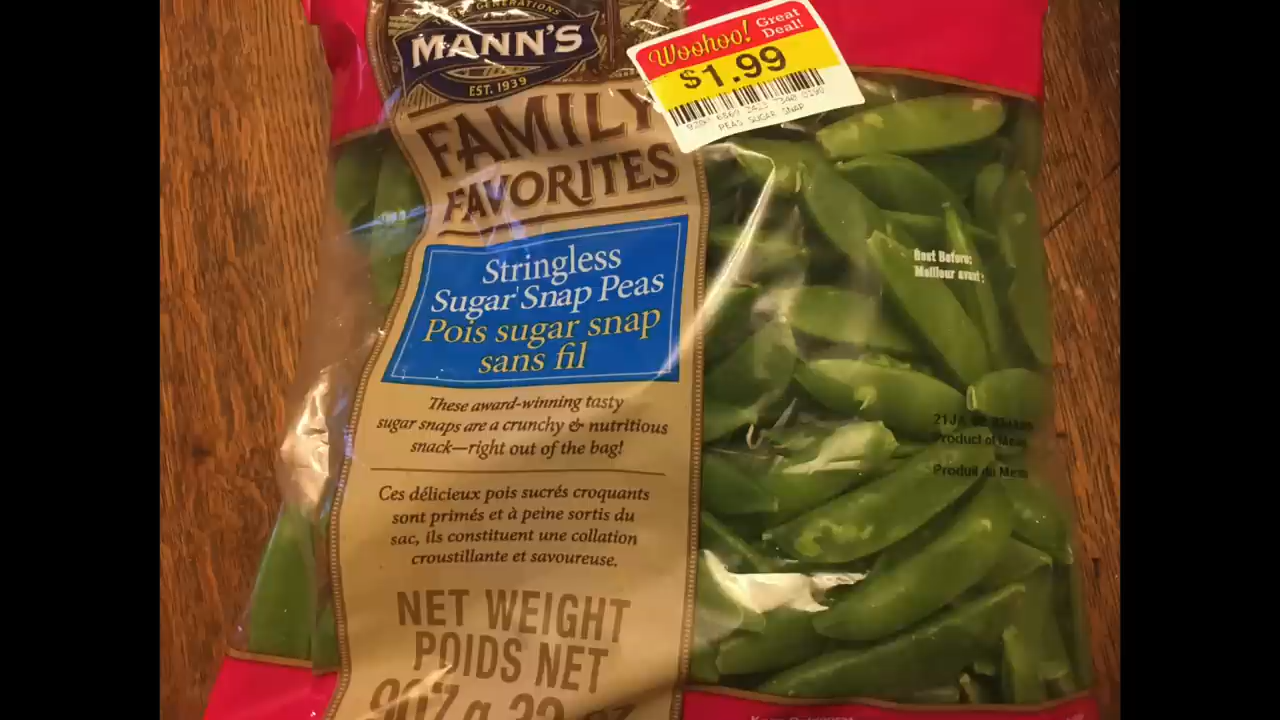 GENERATIONS
MANN'S
EST. 1939
FAMILY
FAVORITES
Woohoo! Great
Deal!
$1.99
PEAS SUGAR SNAP
Stringless
Sugar Snap Peas
Pois sugar snap
sans fil
These award-winning tasty
sugar snaps are a crunchy & nutritious
snack—right out of the bag!
Ces délicieux pois sucrés croquants
sont primés et à peine sortis du
sac, ils constituent une collation
croustillante et savoureuse.
NET WEIGHT
POIDS NET
907 g 32 oz
Best Before:
Meilleur avant:
Product of
Produit du